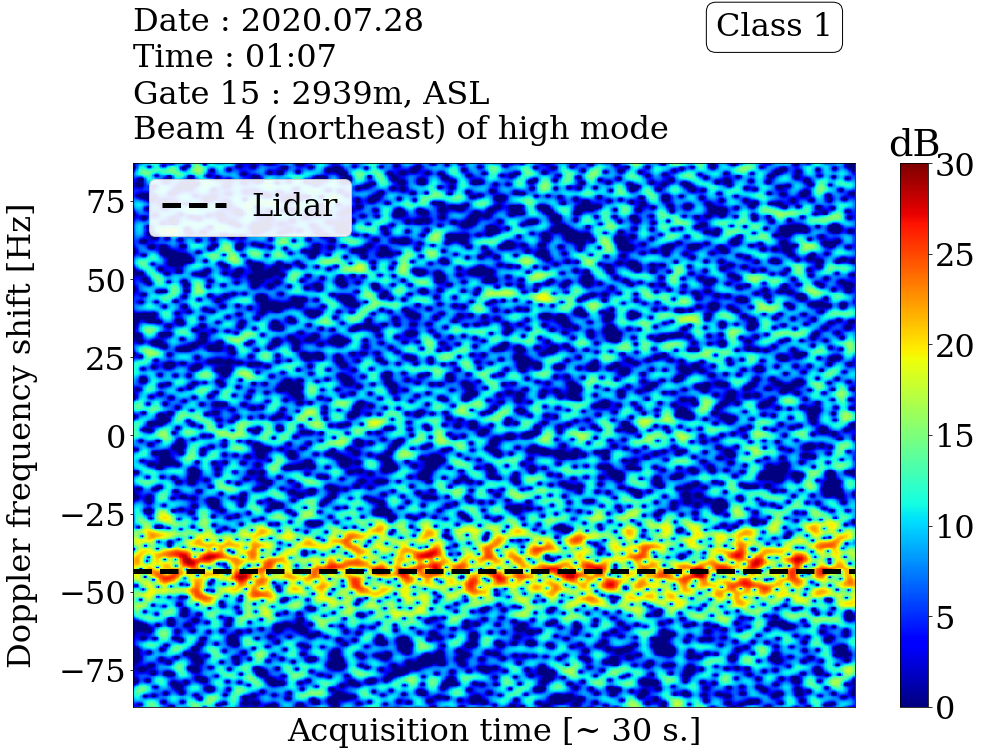 Date : 2020.07.28
Time : 01:07
Gate 15 : 2939m, ASL
Beam 4 (northeast) of high mode
Class 1
dB
Lidar
Doppler frequency shift [Hz]
75
50
25
0
−25
−50
−75
Acquisition time [~ 30 s.]
30
25
20
15
10
5
0